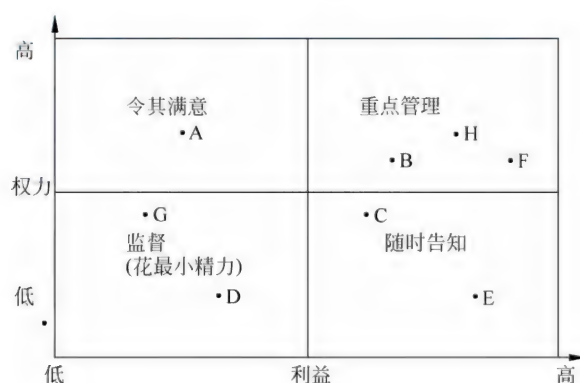 高
令其满意
重点管理
•A
•H
•B
•F
权力
•G
•C
监督
(花最小精力)
随时告知
低
•D
•E
低
利益
高